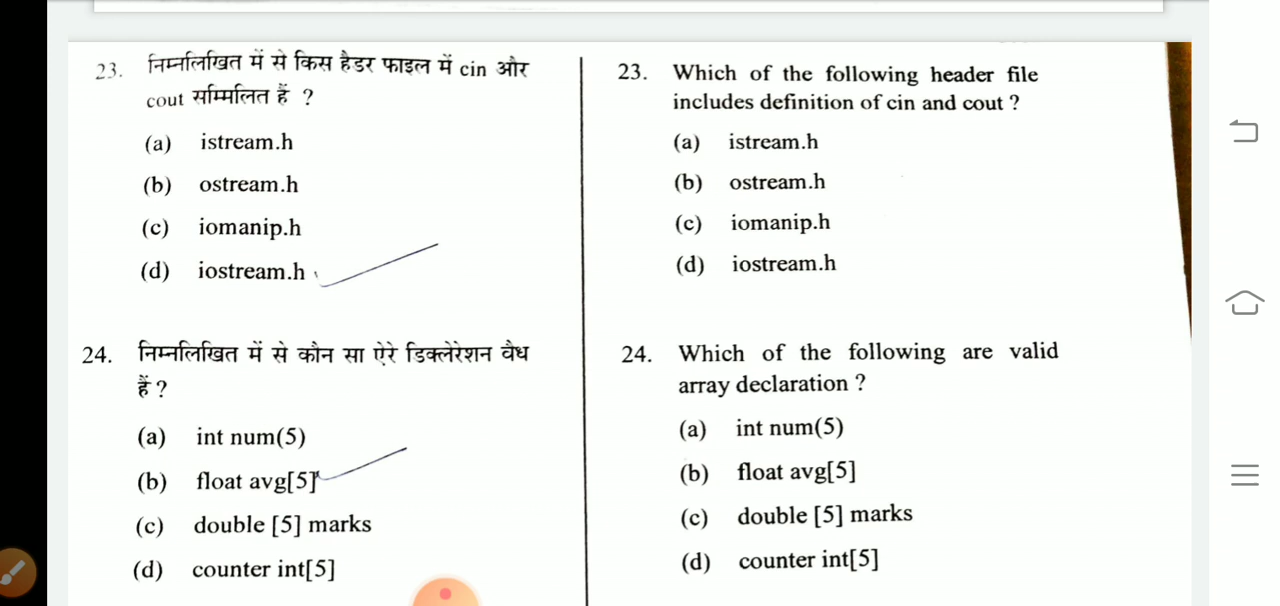 23. निम्नलिखित में से किस हैडर फाइल में cin और
cout सम्मिलित हैं ?
(a) istream.h
(b) ostream.h
(c) iomanip.h
(d) iostream.h
24. निम्नलिखित में से कौन सा ऐरे डिक्लेरेशन वैध
हैं ?
(a) int num(5)
(b) float avg[5]
(c) double [5] marks
(d) counter int[5]
23. Which of the following header file
includes definition of cin and cout ?
(a) istream.h
(b) ostream.h
(c) iomanip.h
(d) iostream.h
24. Which of the following are valid
array declaration ?
(a) int num(5)
(b) float avg[5]
(c) double [5] marks
(d) counter int[5]